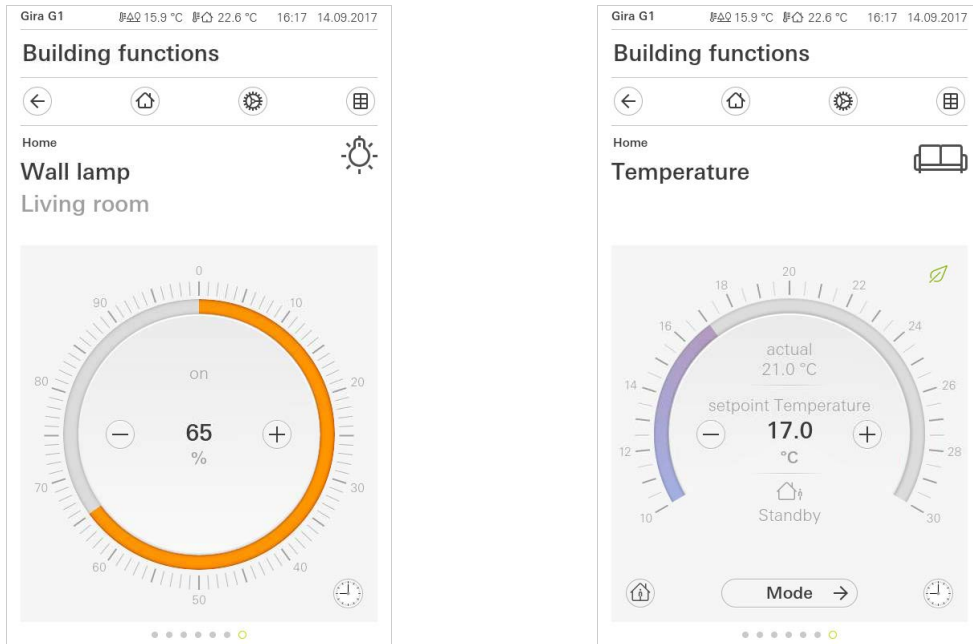 Gira G1 15.9 °C 22.6 °C 16:17 14.09.2017
Building functions
Home
Wall lamp
Living room
0
10
20
30
40
50
60
70
80
90
on
65
%
Gira G1 15.9 °C 22.6 °C 16:17 14.09.2017
Building functions
Home
Temperature
10
12
14
16
18
20
22
24
26
28
30
actual
21.0 °C
setpoint Temperature
17.0
°C
Standby
Mode